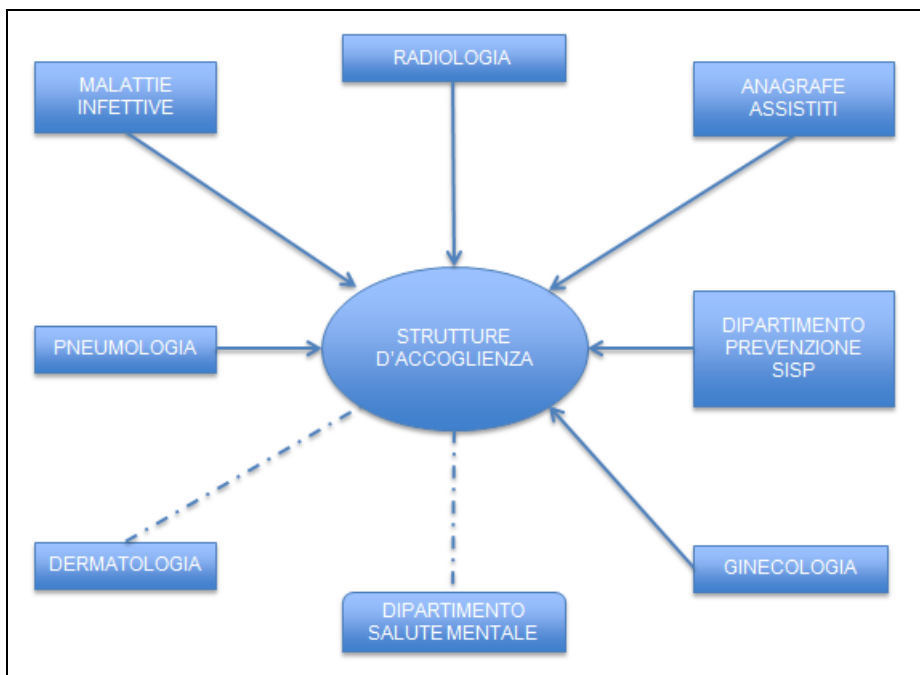 RADIOLOGIA
MALATTIE
INFETTIVE
ANAGRAFE
ASSISTITI
STRUTTURE
D'ACCOGLIENZA
PNEUMOLOGIA
DIPARTIMENTO
PREVENZIONE
SISP
DERMATOLOGIA
DIPARTIMENTO
SALUTE MENTALE
GINECOLOGIA